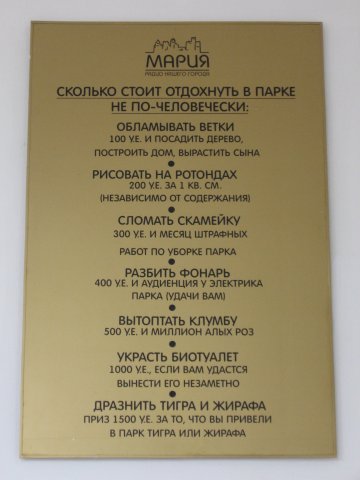 МАРИЯ
РАДИО НАШЕГО ГОРОДА
СКОЛЬКО СТОИТ ОТДОХНУТЬ В ПАРКЕ
НЕ ПО-ЧЕЛОВЕЧЕСКИ:
ОБЛАМЫВАТЬ ВЕТКИ
100 У.Е. И ПОСАДИТЬ ДЕРЕВО,
ПОСТРОИТЬ ДОМ, ВЫРАСТИТЬ СЫНА
РИСОВАТЬ НА РОТОНДАХ
200 У.Е. ЗА 1 КВ. СМ.
(НЕЗАВИСИМО ОТ СОДЕРЖАНИЯ)
СЛОМАТЬ СКАМЕЙКУ
300 У.Е. И МЕСЯЦ ШТРАФНЫХ
РАБОТ ПО УБОРКЕ ПАРКА
РАЗБИТЬ ФОНАРЬ
400 У.Е. И АУДИЕНЦИЯ У ЭЛЕКТРИКА
ПАРКА (УДАЧИ ВАМ)
ВЫТОПТАТЬ КЛУМБУ
500 У.Е. И МИЛЛИОН АЛЫХ РОЗ
УКРАСТЬ БИОТУАЛЕТ
1000 У.Е., ЕСЛИ ВАМ УДАСТСЯ
ВЫНЕСТИ ЕГО НЕЗАМЕТНО
ДРАЗНИТЬ ТИГРА И ЖИРАФА
ПРИЗ 1500 У.Е. ЗА ТО, ЧТО ВЫ ПРИВЕЛИ
В ПАРК ТИГРА ИЛИ ЖИРАФА